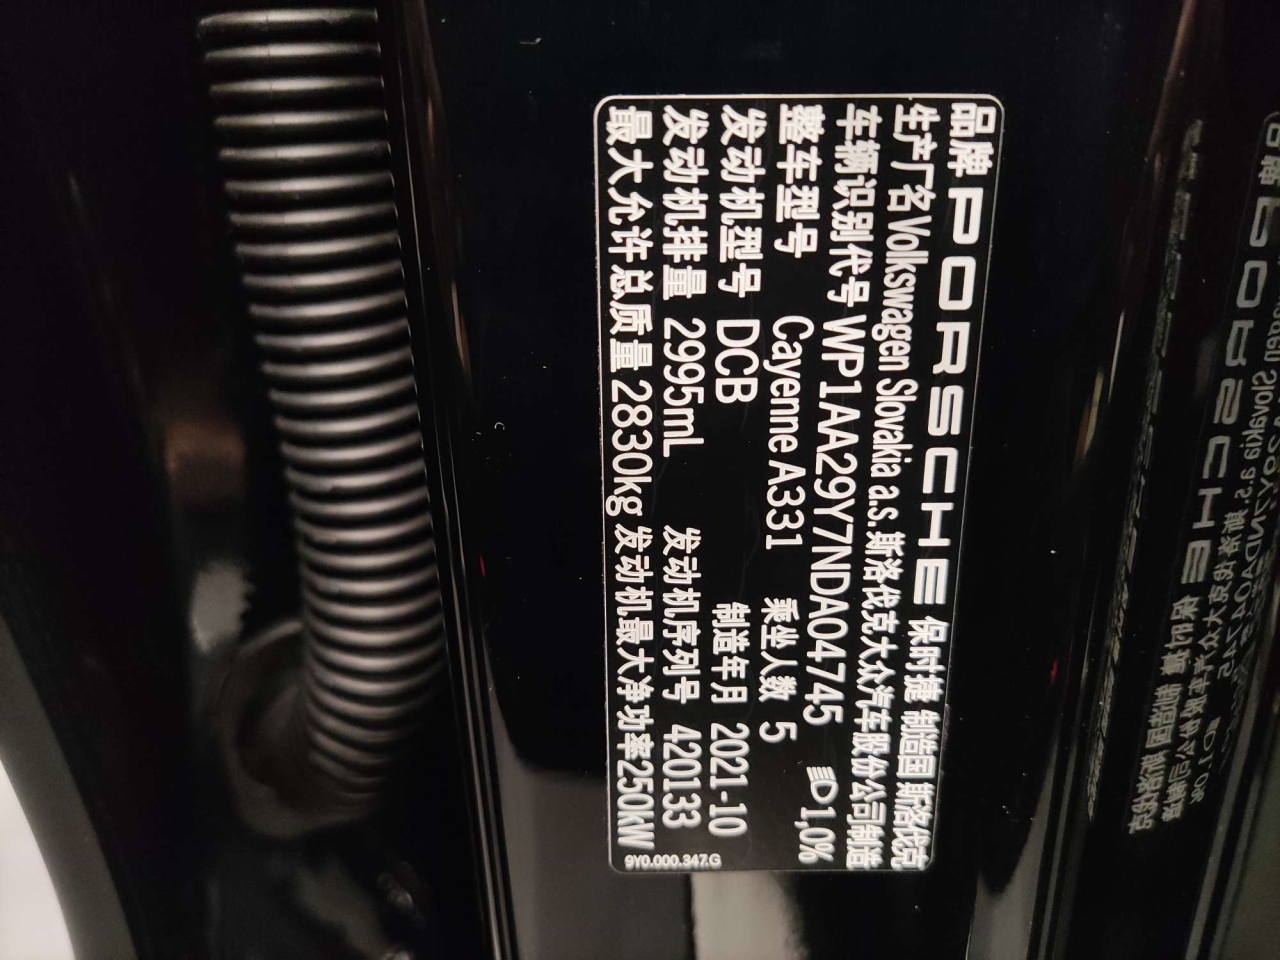 品牌 PORSCHE 保时捷 制造国 斯洛伐克
生产厂名 Volkswagen Slovakia a.s. 斯洛伐克大众汽车股份公司制造
车辆识别代号 WP1AA29Y7NDA04745 1,0%
整车型号 Cayenne A331 乘坐人数 5
发动机型号 DCB 制造年月 2021-10
发动机排量 2995mL 发动机序列号 420133
最大允许总质量 2830kg 发动机最大净功率250kW
9Y0.000.347.G